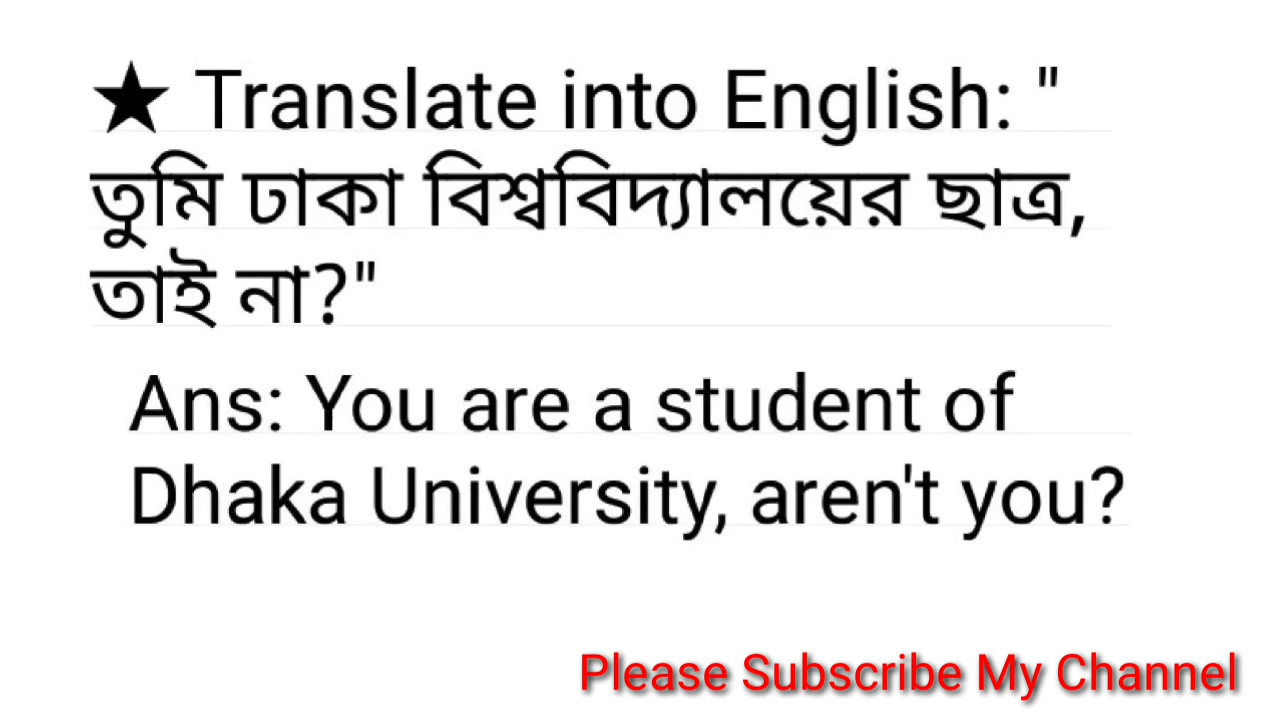 ★ Translate into English: "
তুমি ঢাকা বিশ্ববিদ্যালয়ের ছাত্র,
তাই না?"
Ans: You are a student of
Dhaka University, aren't you?
Please Subscribe My Channel